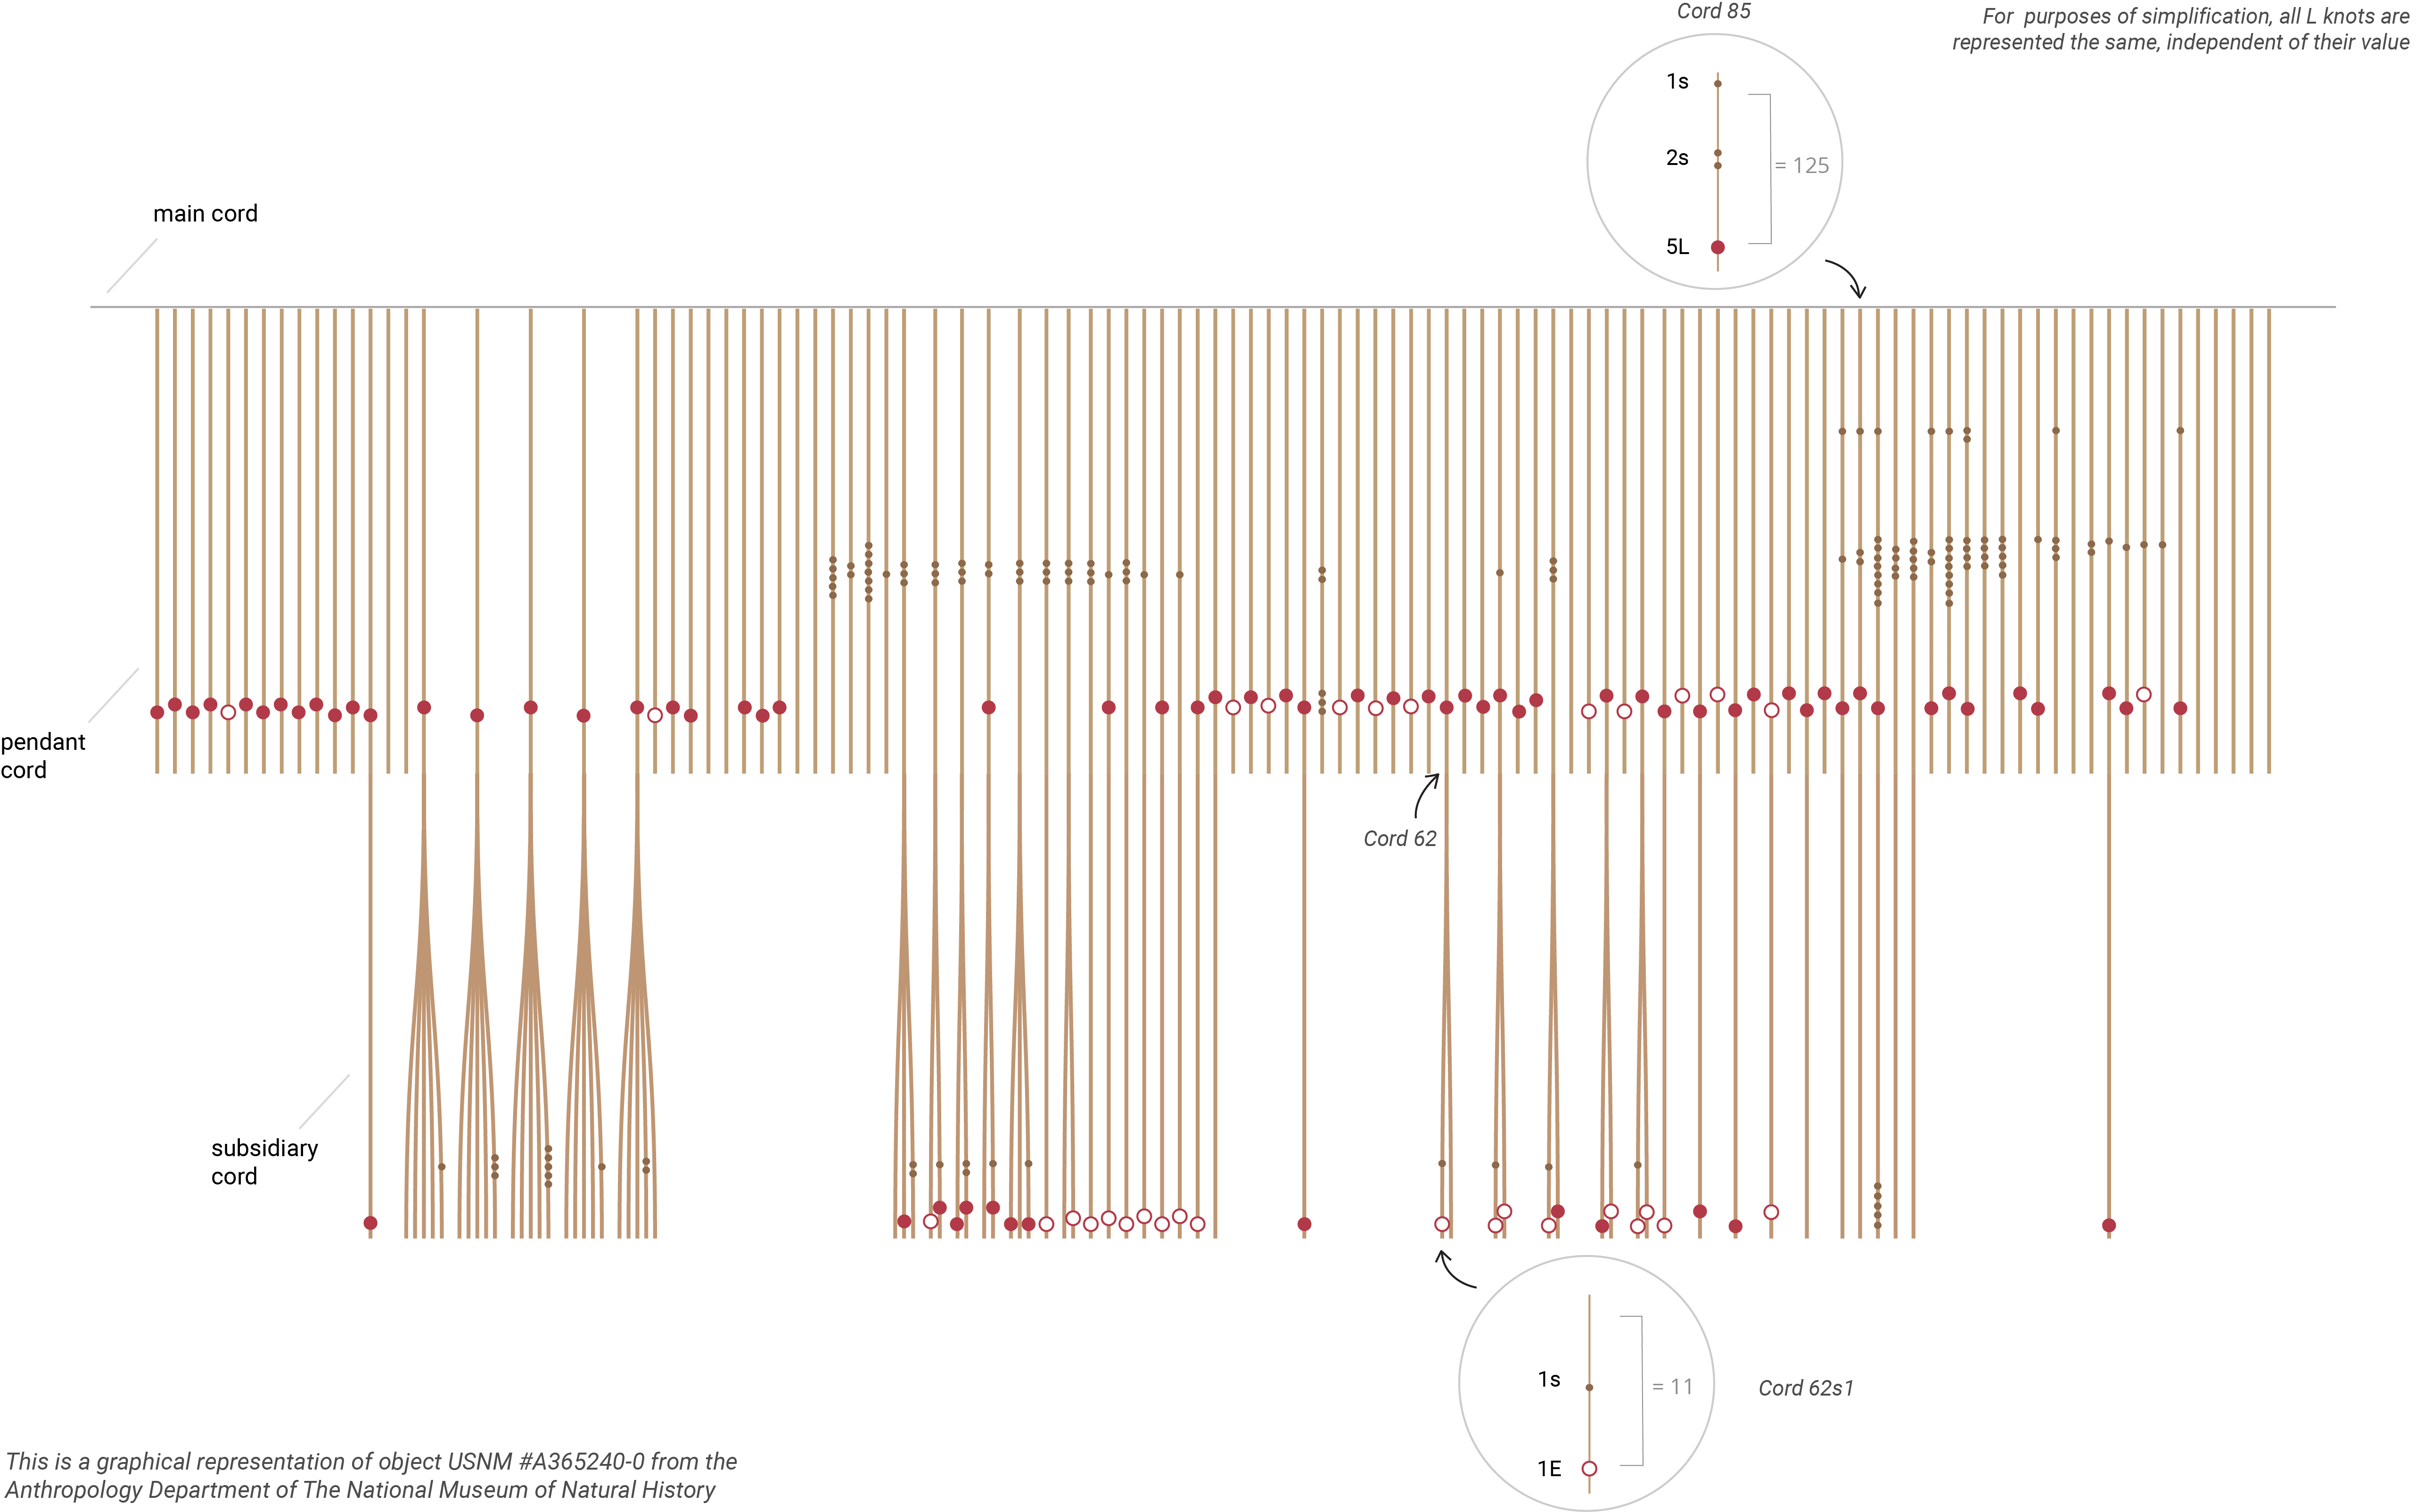 Cord 85
For  purposes of simplification, all L knots are
represented the same, independent of their value
1s
2s
= 125
5L
main cord
pendant
cord
Cord 62
subsidiary
cord
1s
= 11
Cord 62s1
1E
This is a graphical representation of object USNM #A365240-0 from the
Anthropology Department of The National Museum of Natural History